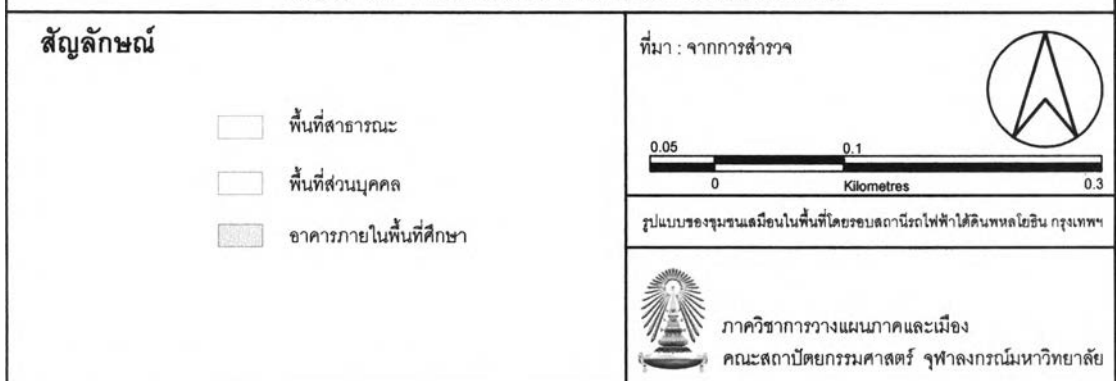 สัญลักษณ์
พื้นที่สาธารณะ
พื้นที่ส่วนบุคคล
อาคารภายในพื้นที่ศึกษา
ที่มา : จากการสำรวจ
0.05 0.1
0 Kilometres 0.3
รูปแบบของชุมชนเสมือนในพื้นที่โดยรอบสถานีรถไฟฟ้าใต้ดินพหลโยธิน กรุงเทพฯ
ภาควิชาการวางแผนภาคและเมือง
คณะสถาปัตยกรรมศาสตร์ จุฬาลงกรณ์มหาวิทยาลัย